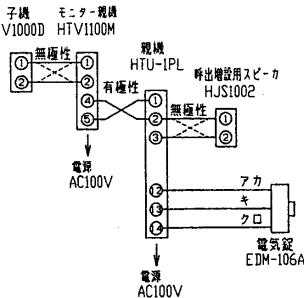 子機
V1000D
モニター親機
HTV1100M
無極性
①
②
①
②
④
⑤
有極性
親機
HTU-1PL
呼出増設用スピーカ
HJS1002
無極性
①
②
③
①
②
電源
AC100V
⑫
⑬
⑭
アカ
キ
クロ
電気錠
EDM-106A
電源
AC100V